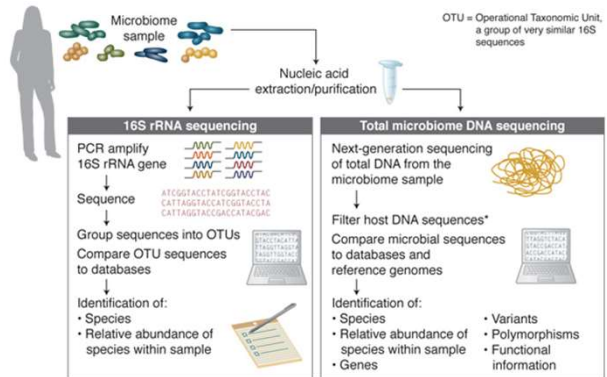 Microbiome
sample
OTU = Operational Taxonomic Unit,
a group of very similar 16S
sequences
Nucleic acid
extraction/purification
16S rRNA sequencing
PCR amplify
16S rRNA gene
Sequence
ATCGGTACCTATCGGTACCTAC
CATTAGGTACCATCGGTACCTA
CATTAGGTACCGACCATACGAC
Group sequences into OTUs
Compare OTU sequences
to databases
Identification of:
• Species
• Relative abundance of
species within sample
Total microbiome DNA sequencing
Next-generation sequencing
of total DNA from the
microbiome sample
Filter host DNA sequences*
Compare microbial sequences
to databases and
reference genomes
Identification of:
• Species
• Relative abundance of
species within sample
• Genes
• Variants
• Polymorphisms
• Functional
information